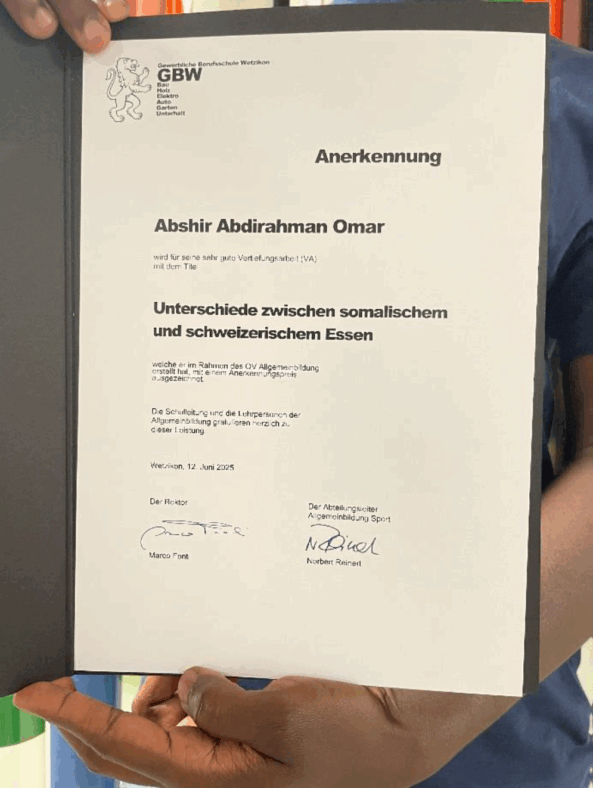 Gewerbliche Berufsschule Wetzikon
GBW
Bau
Holz
Elektro
Auto
Garten
Unterhalt
Anerkennung
Abshir Abdirahman Omar
wird für seine sehr gute Vertiefungsarbeit (VA)
mit dem Titel
Unterschiede zwischen somalischem
und schweizerischem Essen
welche er im Rahmen des QV Allgemeinbildung
erstellt hat, mit einem Anerkennungspreis
ausgezeichnet.
Die Schulleitung und die Lehrpersonen der
Allgemeinbildung gratulieren herzlich zu
dieser Leistung.
Wetzikon, 12. Juni 2025
Der Rektor
Der Abteilungsleiter
Allgemeinbildung Sport
Marco Font
Norbert Reinert